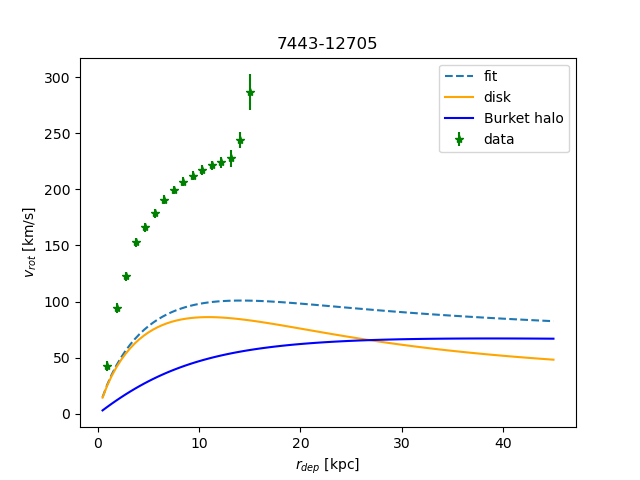 7443-12705
300
250
200
150
100
50
0
v_rot [km/s]
fit
disk
Burket halo
data
0 10 20 30 40
r_dep [kpc]